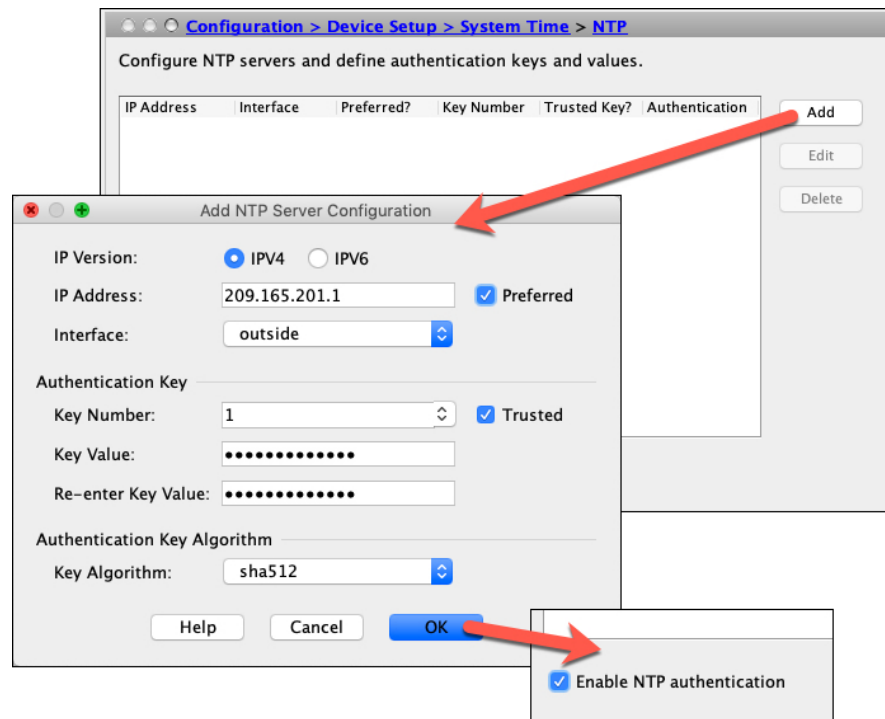 Configuration > Device Setup > System Time > NTP
Configure NTP servers and define authentication keys and values.
IP Address Interface Preferred? Key Number Trusted Key? Authentication
Add
Edit
Delete
Add NTP Server Configuration
IP Version: IPV4 IPV6
IP Address: 209.165.201.1 Preferred
Interface: outside
Authentication Key
Key Number: 1 Trusted
Key Value: •••••••••••••
Re-enter Key Value: •••••••••••••
Authentication Key Algorithm
Key Algorithm: sha512
Help Cancel OK
Enable NTP authentication